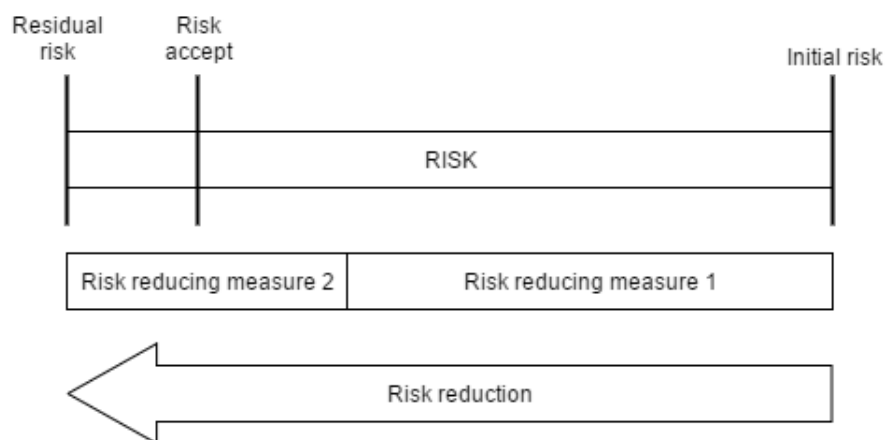 Residual
risk
Risk
accept
Initial risk
RISK
Risk reducing measure 2
Risk reducing measure 1
Risk reduction